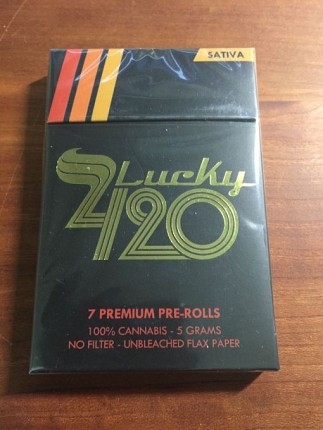 SATIVA
Lucky
420
7 PREMIUM PRE-ROLLS
100% CANNABIS - 5 GRAMS
NO FILTER - UNBLEACHED FLAX PAPER